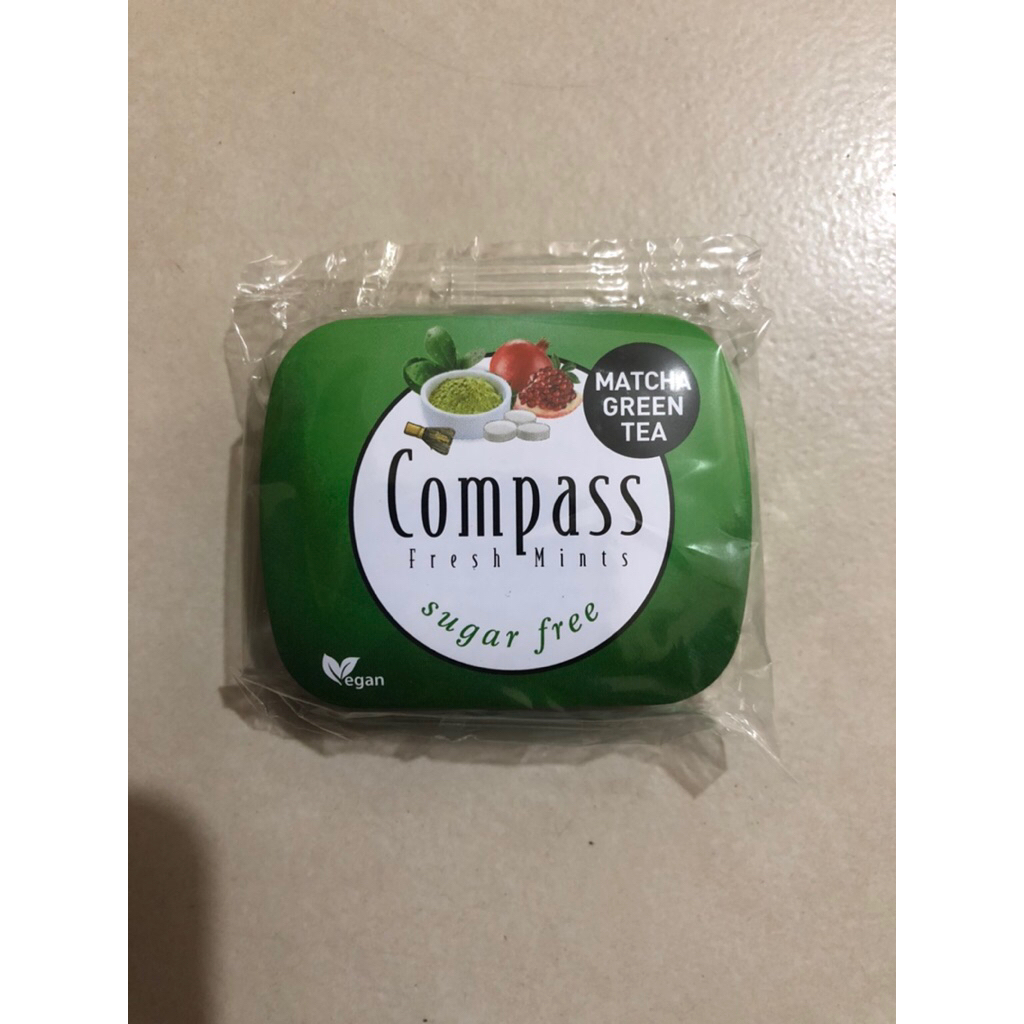 MATCHA
GREEN
TEA
Compass
Fresh Mints
sugar free
Vegan